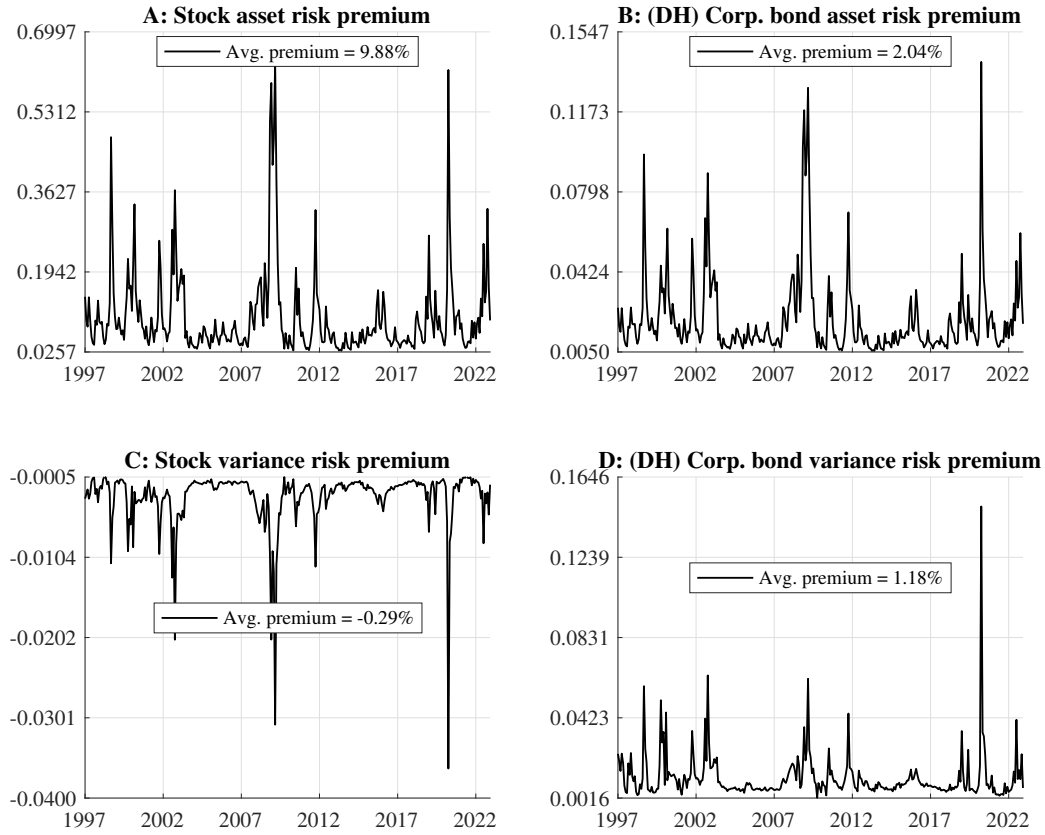 A: Stock asset risk premium
0.6997
0.5312
0.3627
0.1942
0.0257
Avg. premium = 9.88%
1997 2002 2007 2012 2017 2022
B: (DH) Corp. bond asset risk premium
0.1547
0.1173
0.0798
0.0424
0.0050
Avg. premium = 2.04%
1997 2002 2007 2012 2017 2022
C: Stock variance risk premium
-0.0005
-0.0104
-0.0202
-0.0301
-0.0400
Avg. premium = -0.29%
1997 2002 2007 2012 2017 2022
D: (DH) Corp. bond variance risk premium
0.1646
0.1239
0.0831
0.0423
0.0016
Avg. premium = 1.18%
1997 2002 2007 2012 2017 2022